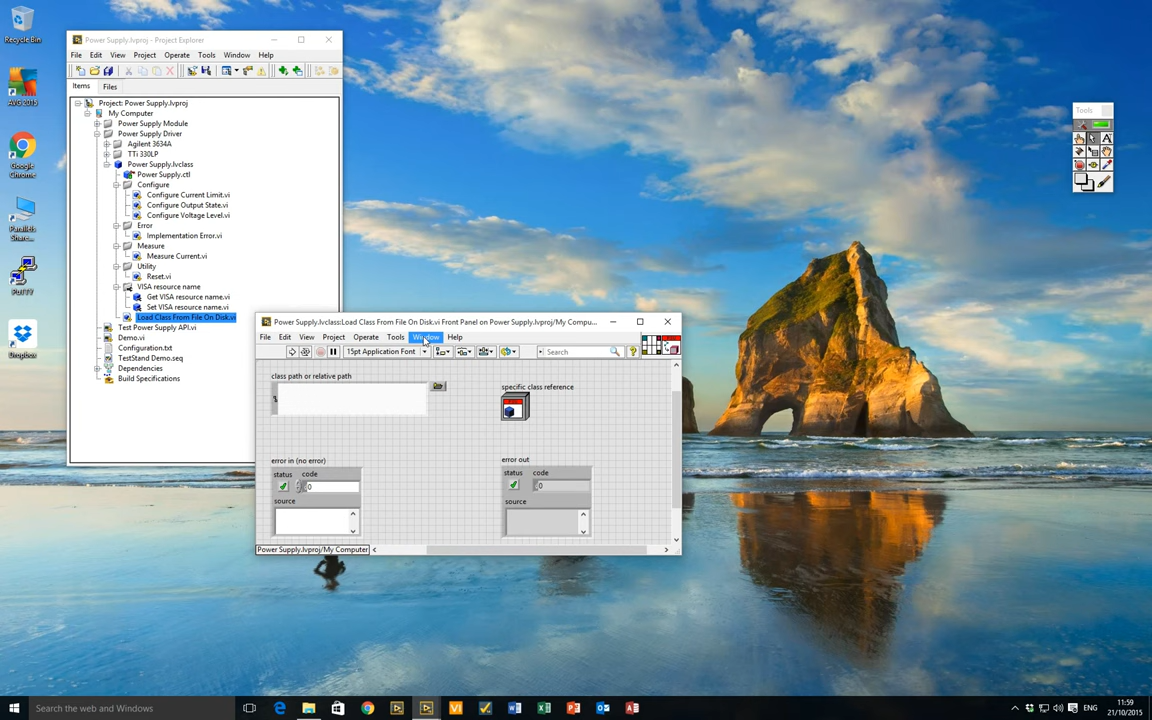 Recycle Bin
AVG 2015
Google
Chrome
Parallels
Share...
PuTTY
Dropbox
Power Supply.lvproj - Project Explorer
File Edit View Project Operate Tools Window Help
Items Files
Project: Power Supply.lvproj
My Computer
Power Supply Module
Power Supply Driver
Agilent 3634A
TTi 330LP
Power Supply.lvclass
Power Supply.ctl
Configure
Configure Current Limit.vi
Configure Output State.vi
Configure Voltage Level.vi
Error
Implementation Error.vi
Measure
Measure Current.vi
Utility
Reset.vi
VISA resource name
Get VISA resource name.vi
Set VISA resource name.vi
Load Class From File On Disk.vi
Test Power Supply API.vi
Demo.vi
Configuration.txt
TestStand Demo.seq
Dependencies
Build Specifications
Power Supply.lvclass:Load Class From File On Disk.vi Front Panel on Power Supply.lvproj/My Compu...
File Edit View Project Operate Tools Window Help
15pt Application Font
Search
class path or relative path
specific class reference
error in (no error)
status code
0
source
error out
status code
0
source
Power Supply.lvproj/My Computer
Tools
Search the web and Windows
ENG
11:59
21/10/2015